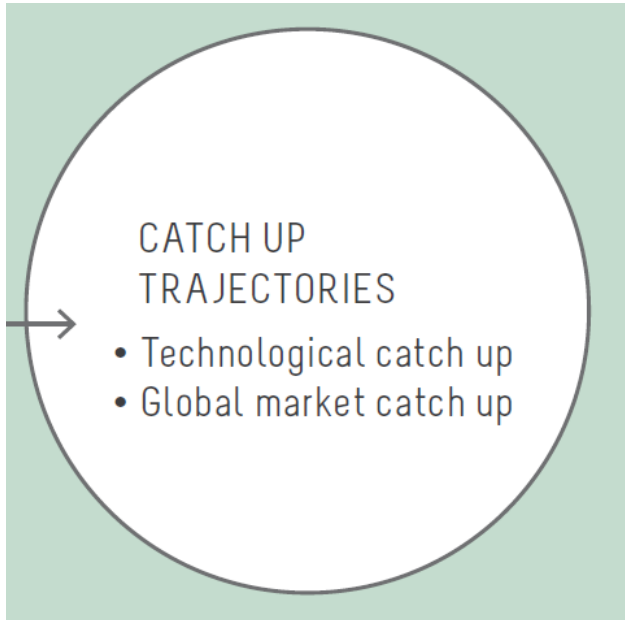 CATCH UP
TRAJECTORIES
• Technological catch up
• Global market catch up